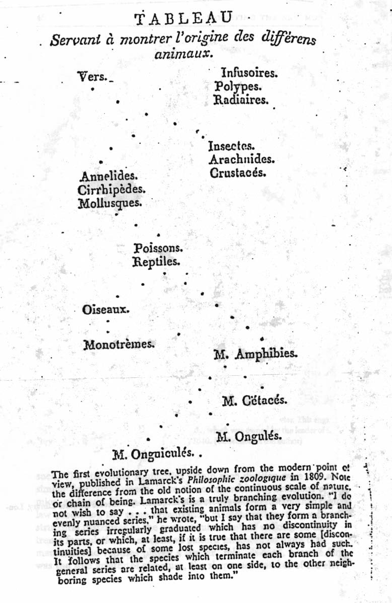 TABLEAU
Servant à montrer l'origine des différens
animaux.
Vers.
Infusoires.
Polypes.
Radiaires.
Insectes.
Arachnides.
Crustacés.
Annelides.
Cirrhipèdes.
Mollusques.
Poissons.
Reptiles.
Oiseaux.
Monotrèmes.
M. Amphibies.
M. Cétacés.
M. Ongulés.
M. Onguiculés.
The first evolutionary tree, upside down from the modern point of
view, published in Lamarck's Philosophie zoologique in 1809. Note
the difference from the old notion of the continuous scale of nature,
or chain of being. Lamarck's is a truly branching evolution. "I do
not wish to say . . . that existing animals form a very simple and
evenly nuanced series," he wrote, "but I say that they form a branch-
ing series irregularly graduated which has no discontinuity in
its parts, or which, at least, if it is true that there are some [discon-
tinuities] because of some lost species, has not always had such.
It follows that the species which terminate each branch of the
general series are related, at least on one side, to the other neigh-
boring species which shade into them."